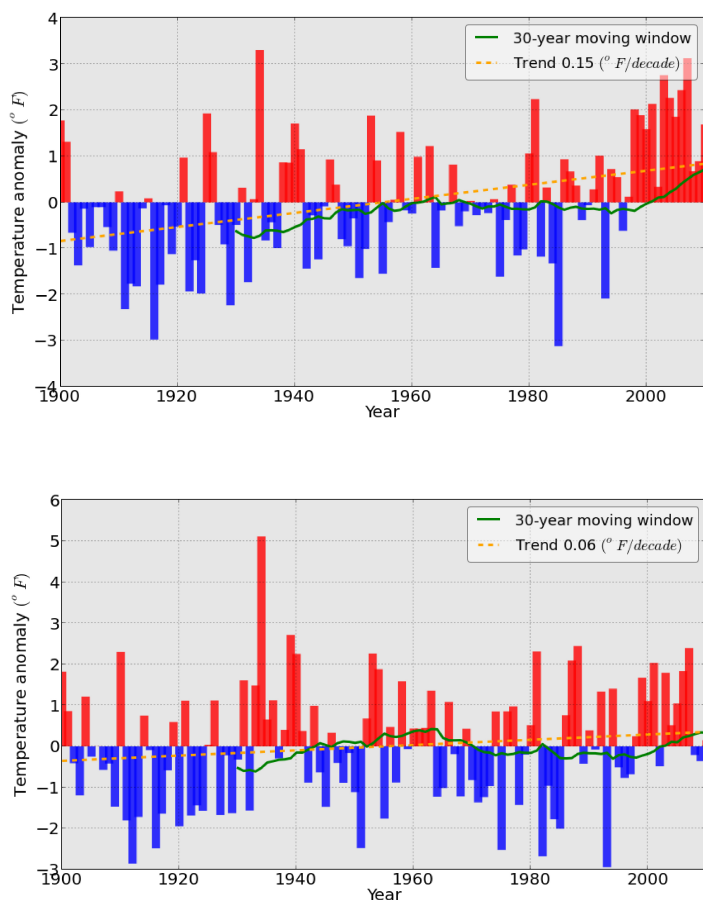 4
3
2
1
0
−1
−2
−3
−4
Temperature anomaly (° F)
30-year moving window
Trend 0.15 (° F/decade)
1900 1920 1940 1960 1980 2000
Year
6
5
4
3
2
1
0
−1
−2
−3
Temperature anomaly (° F)
30-year moving window
Trend 0.06 (° F/decade)
1900 1920 1940 1960 1980 2000
Year